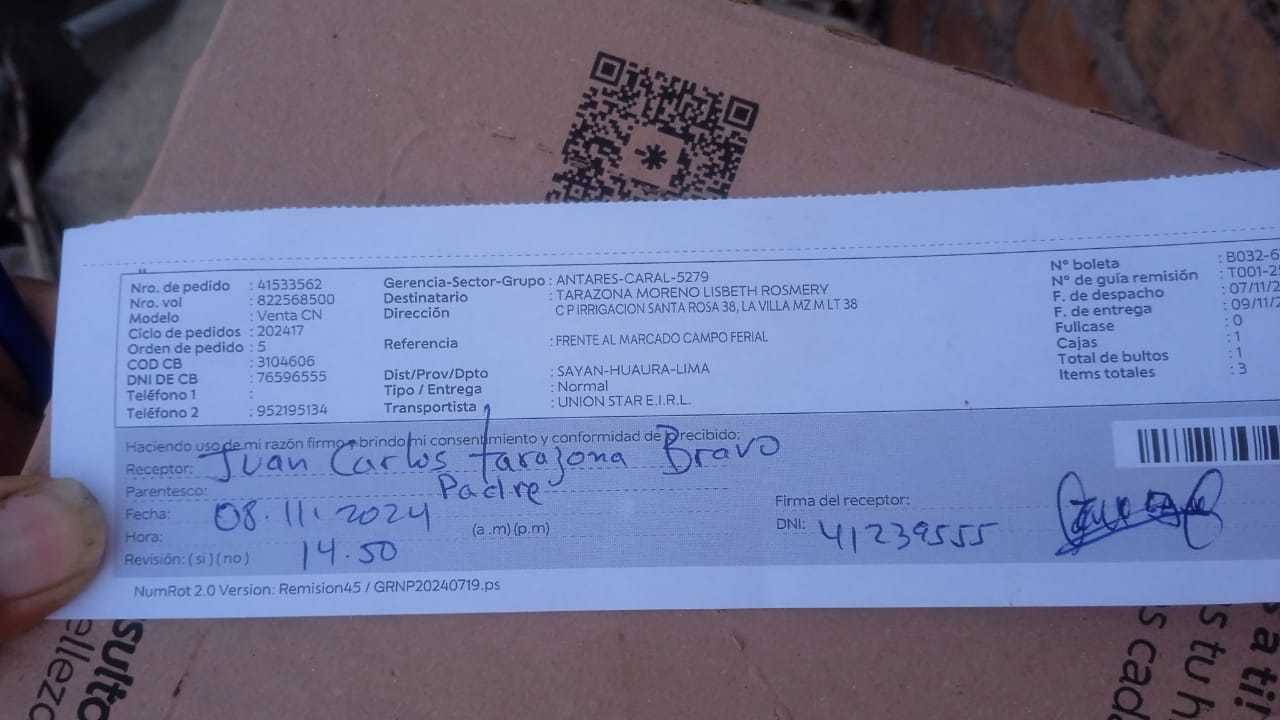 Nro. de pedido : 41533562
Nro. vol : 822568500
Modelo : Venta CN
Ciclo de pedidos : 202417
Orden de pedido : 5
COD CB : 3104606
DNI DE CB : 76596555
Teléfono 1 :
Teléfono 2 : 952195134
Gerencia-Sector-Grupo : ANTARES-CARAL-5279
Destinatario : TARAZONA MORENO LISBETH ROSMERY
Dirección : C P IRRIGACION SANTA ROSA 38, LA VILLA MZ M LT 38
Referencia : FRENTE AL MARCADO CAMPO FERIAL
Dist/Prov/Dpto : SAYAN-HUAURA-LIMA
Tipo / Entrega : Normal
Transportista : UNION STAR E.I.R.L.
N° boleta : B032-6
N° de guía remisión : T001-2
F. de despacho : 07/11/2
F. de entrega : 09/11/2
Fullcase : 0
Cajas : 1
Total de bultos : 1
Items totales : 3
Haciendo uso de mi razón firmo, brindo mi consentimiento y conformidad de recibido:
Receptor: Juan Carlos tarazona Bravo
Parentesco: Padre
Fecha: 08.11.2024
Hora: 14.50 (a.m) (p.m)
Revisión: ( si ) ( no )
Firma del receptor:
DNI: 41239555
NumRot 2.0 Version: Remision45 / GRNP20240719.ps
sulto
ellezo
s a ti!
s tu h
s cad